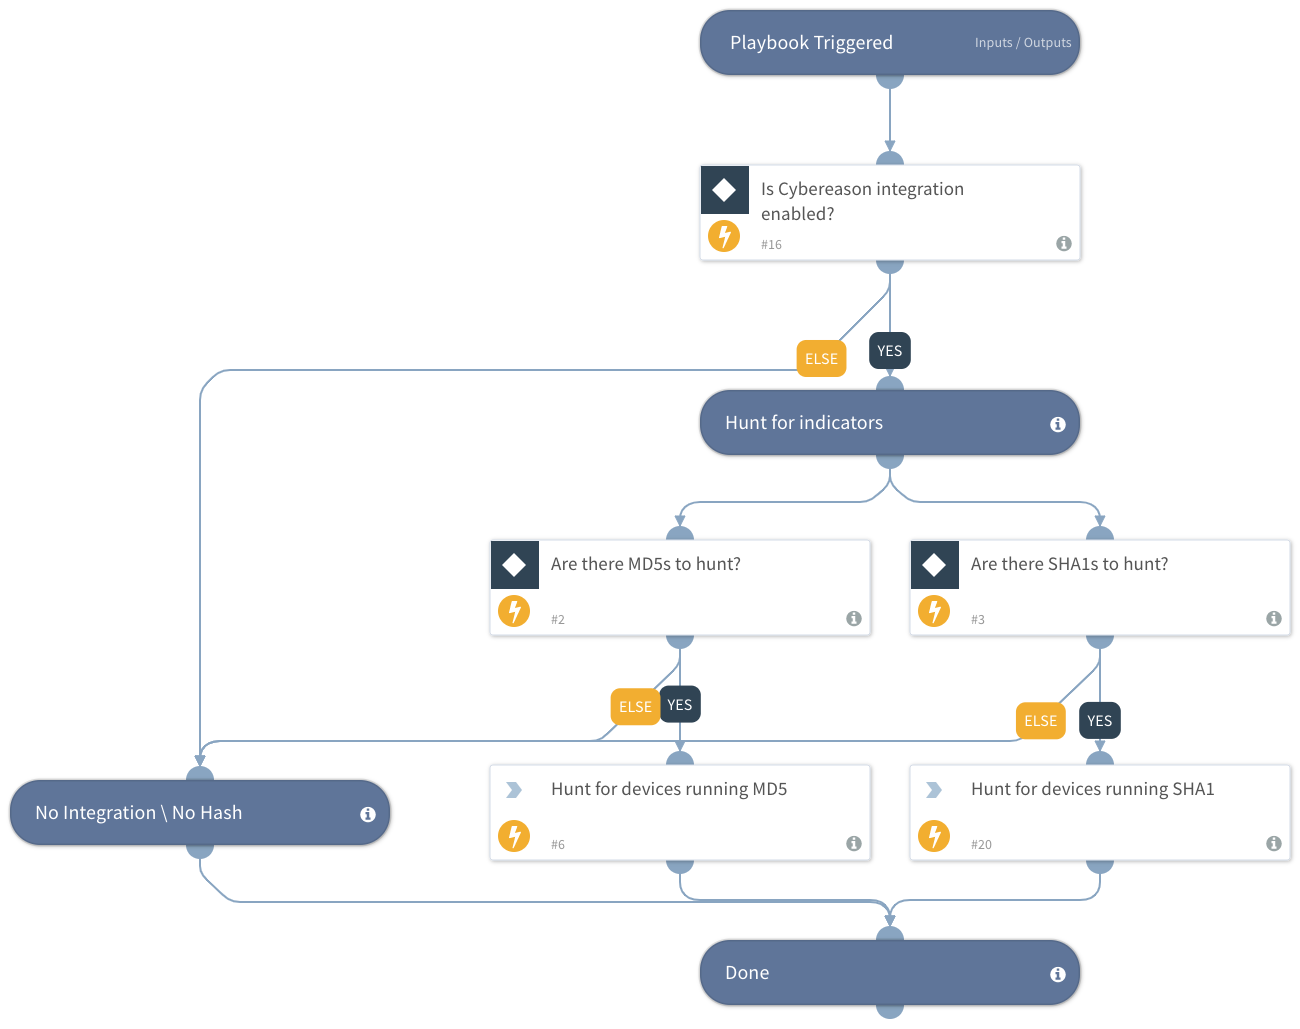 Playbook Triggered
Inputs / Outputs
Is Cybereason integration
enabled?
#16
ELSE
YES
Hunt for indicators
Are there MD5s to hunt?
#2
Are there SHA1s to hunt?
#3
ELSE
YES
ELSE
YES
No Integration \ No Hash
Hunt for devices running MD5
#6
Hunt for devices running SHA1
#20
Done